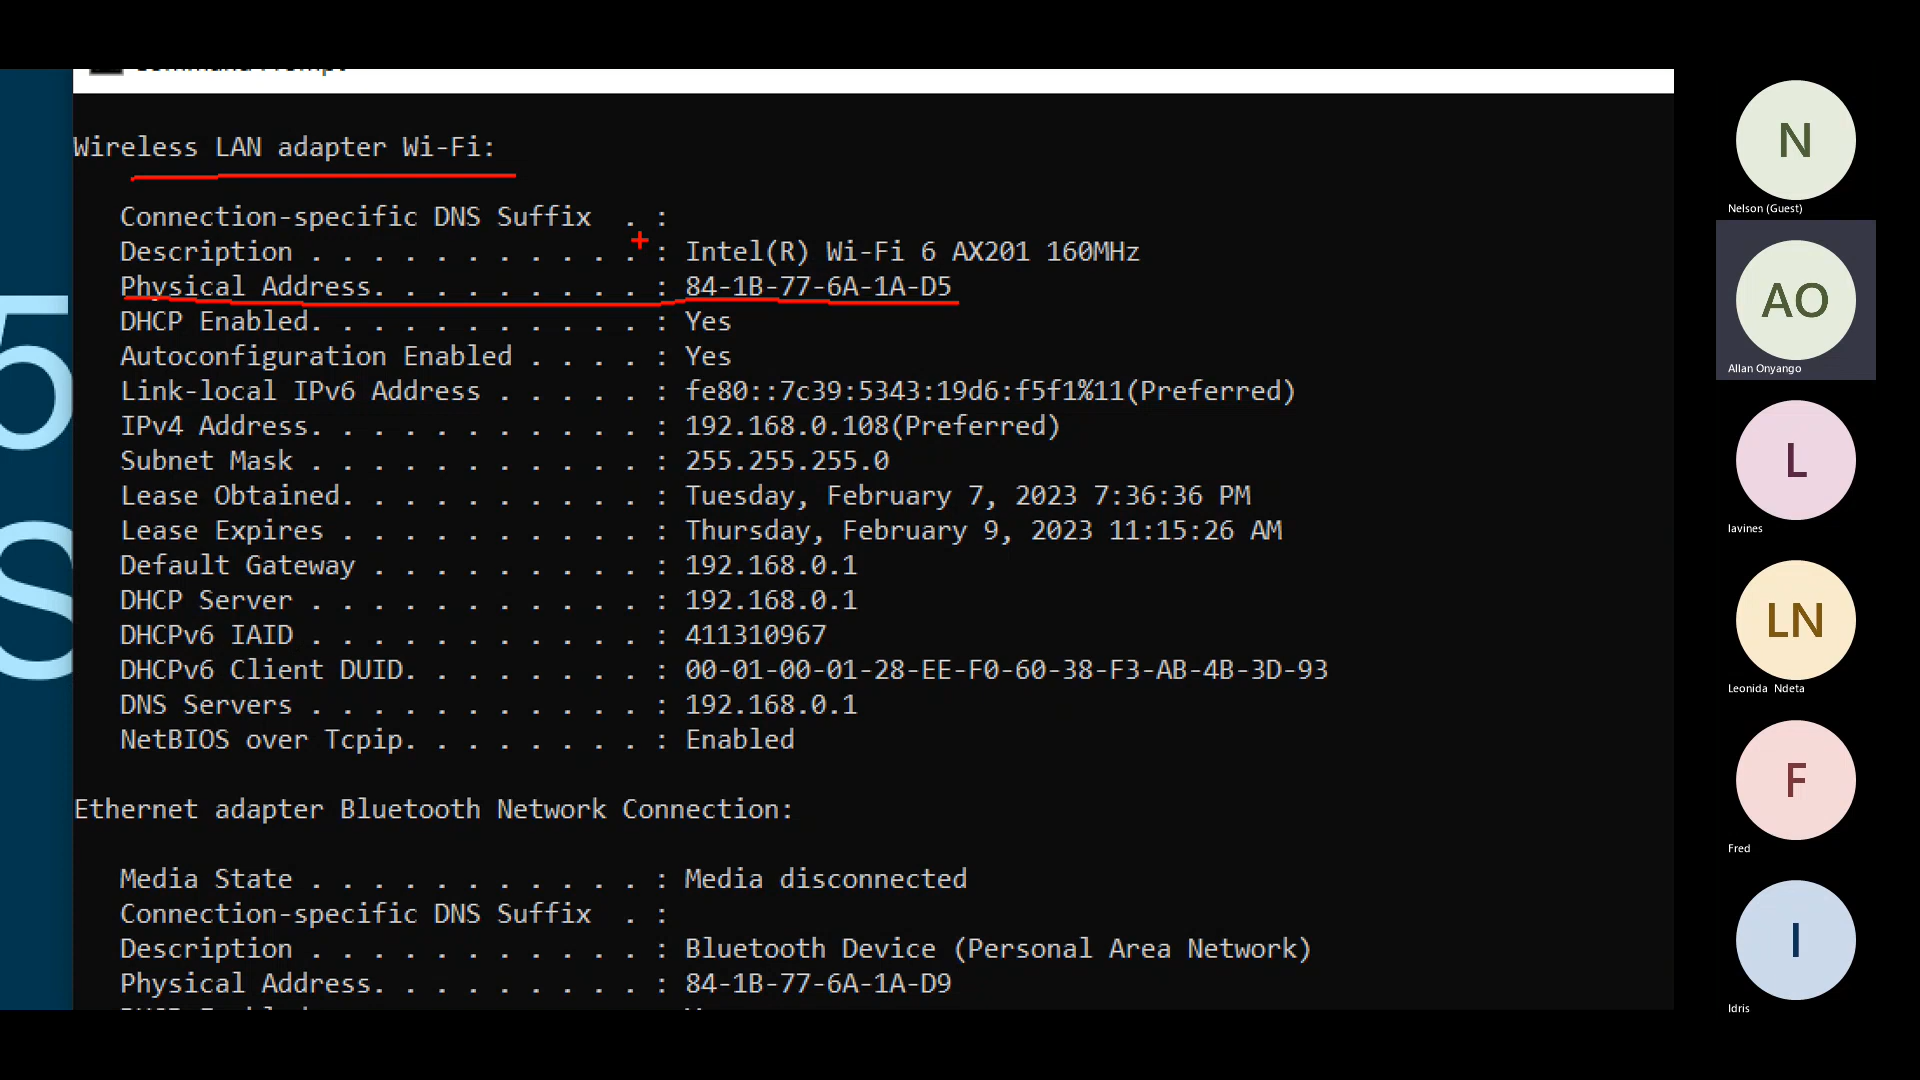 Command Prompt
Wireless LAN adapter Wi-Fi:
Connection-specific DNS Suffix  . :
Description . . . . . . . . . . . : Intel(R) Wi-Fi 6 AX201 160MHz
Physical Address. . . . . . . . . : 84-1B-77-6A-1A-D5
DHCP Enabled. . . . . . . . . . . : Yes
Autoconfiguration Enabled . . . . : Yes
Link-local IPv6 Address . . . . . : fe80::7c39:5343:19d6:f5f1%11(Preferred)
IPv4 Address. . . . . . . . . . . : 192.168.0.108(Preferred)
Subnet Mask . . . . . . . . . . . : 255.255.255.0
Lease Obtained. . . . . . . . . . : Tuesday, February 7, 2023 7:36:36 PM
Lease Expires . . . . . . . . . . : Thursday, February 9, 2023 11:15:26 AM
Default Gateway . . . . . . . . . : 192.168.0.1
DHCP Server . . . . . . . . . . . : 192.168.0.1
DHCPv6 IAID . . . . . . . . . . . : 411310967
DHCPv6 Client DUID. . . . . . . . : 00-01-00-01-28-EE-F0-60-38-F3-AB-4B-3D-93
DNS Servers . . . . . . . . . . . : 192.168.0.1
NetBIOS over Tcpip. . . . . . . . : Enabled
Ethernet adapter Bluetooth Network Connection:
Media State . . . . . . . . . . . : Media disconnected
Connection-specific DNS Suffix  . :
Description . . . . . . . . . . . : Bluetooth Device (Personal Area Network)
Physical Address. . . . . . . . . : 84-1B-77-6A-1A-D9
5
S
N
Nelson (Guest)
AO
Allan Onyango
L
lavines
LN
Leonida Ndeta
F
Fred
I
Idris